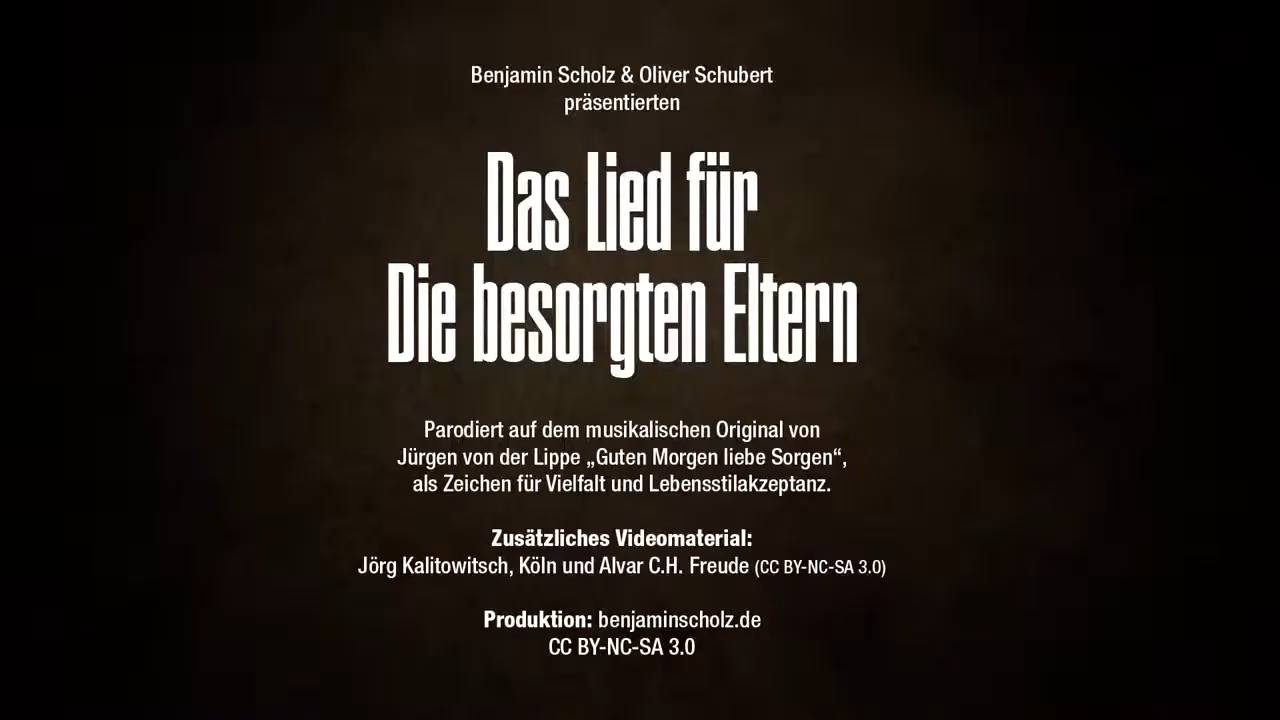 Benjamin Scholz & Oliver Schubert
präsentierten
Das Lied für
Die besorgten Eltern
Parodiert auf dem musikalischen Original von
Jürgen von der Lippe „Guten Morgen liebe Sorgen“,
als Zeichen für Vielfalt und Lebensstilakzeptanz.
Zusätzliches Videomaterial:
Jörg Kalitowitsch, Köln und Alvar C.H. Freude (CC BY-NC-SA 3.0)
Produktion: benjaminscholz.de
CC BY-NC-SA 3.0